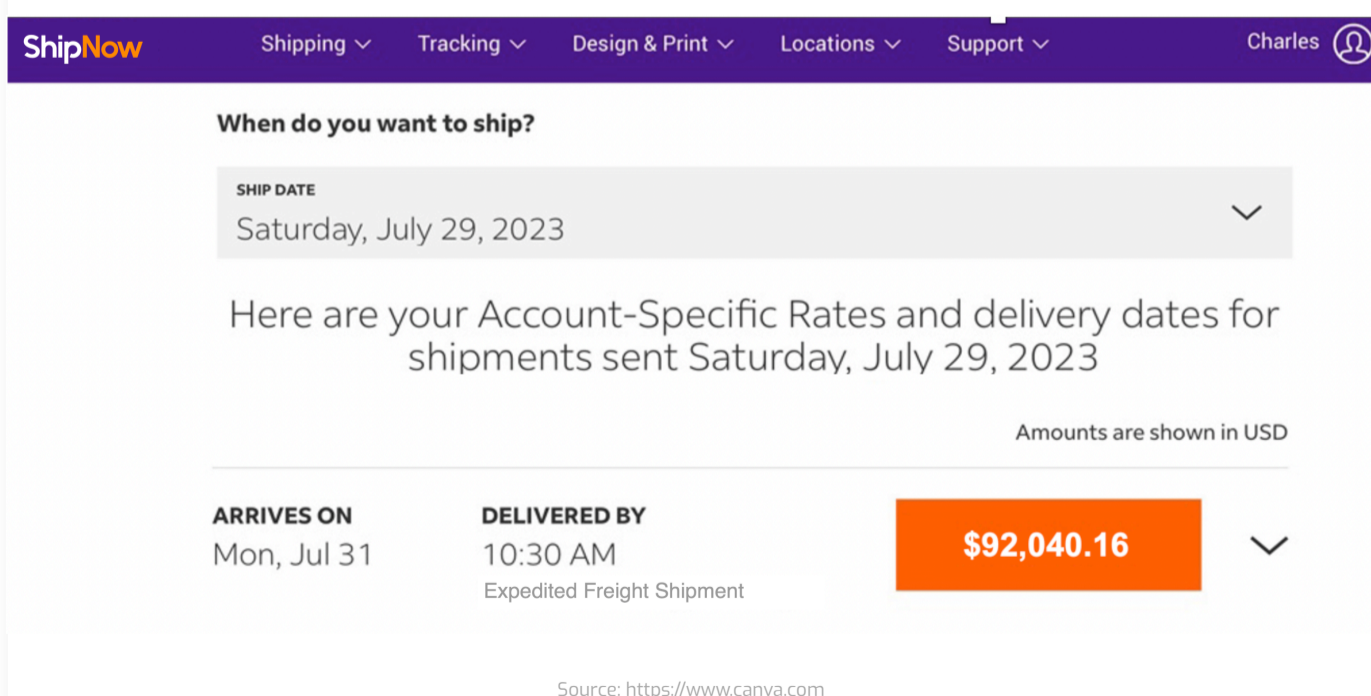 ShipNow Shipping Tracking Design & Print Locations Support Charles
When do you want to ship?
SHIP DATE
Saturday, July 29, 2023
Here are your Account-Specific Rates and delivery dates for
shipments sent Saturday, July 29, 2023
Amounts are shown in USD
ARRIVES ON DELIVERED BY
Mon, Jul 31 10:30 AM $92,040.16
Expedited Freight Shipment
Source: https://www.canva.com